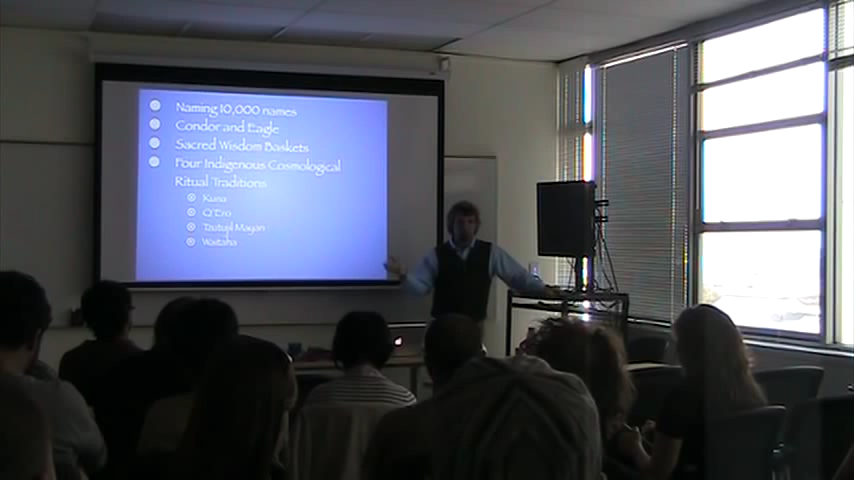 Naming 10,000 names
Condor and Eagle
Sacred Wisdom Baskets
Four Indigenous Cosmological
Ritual Traditions
Kuna
Q'Ero
Tzutujil Mayan
Waitaha